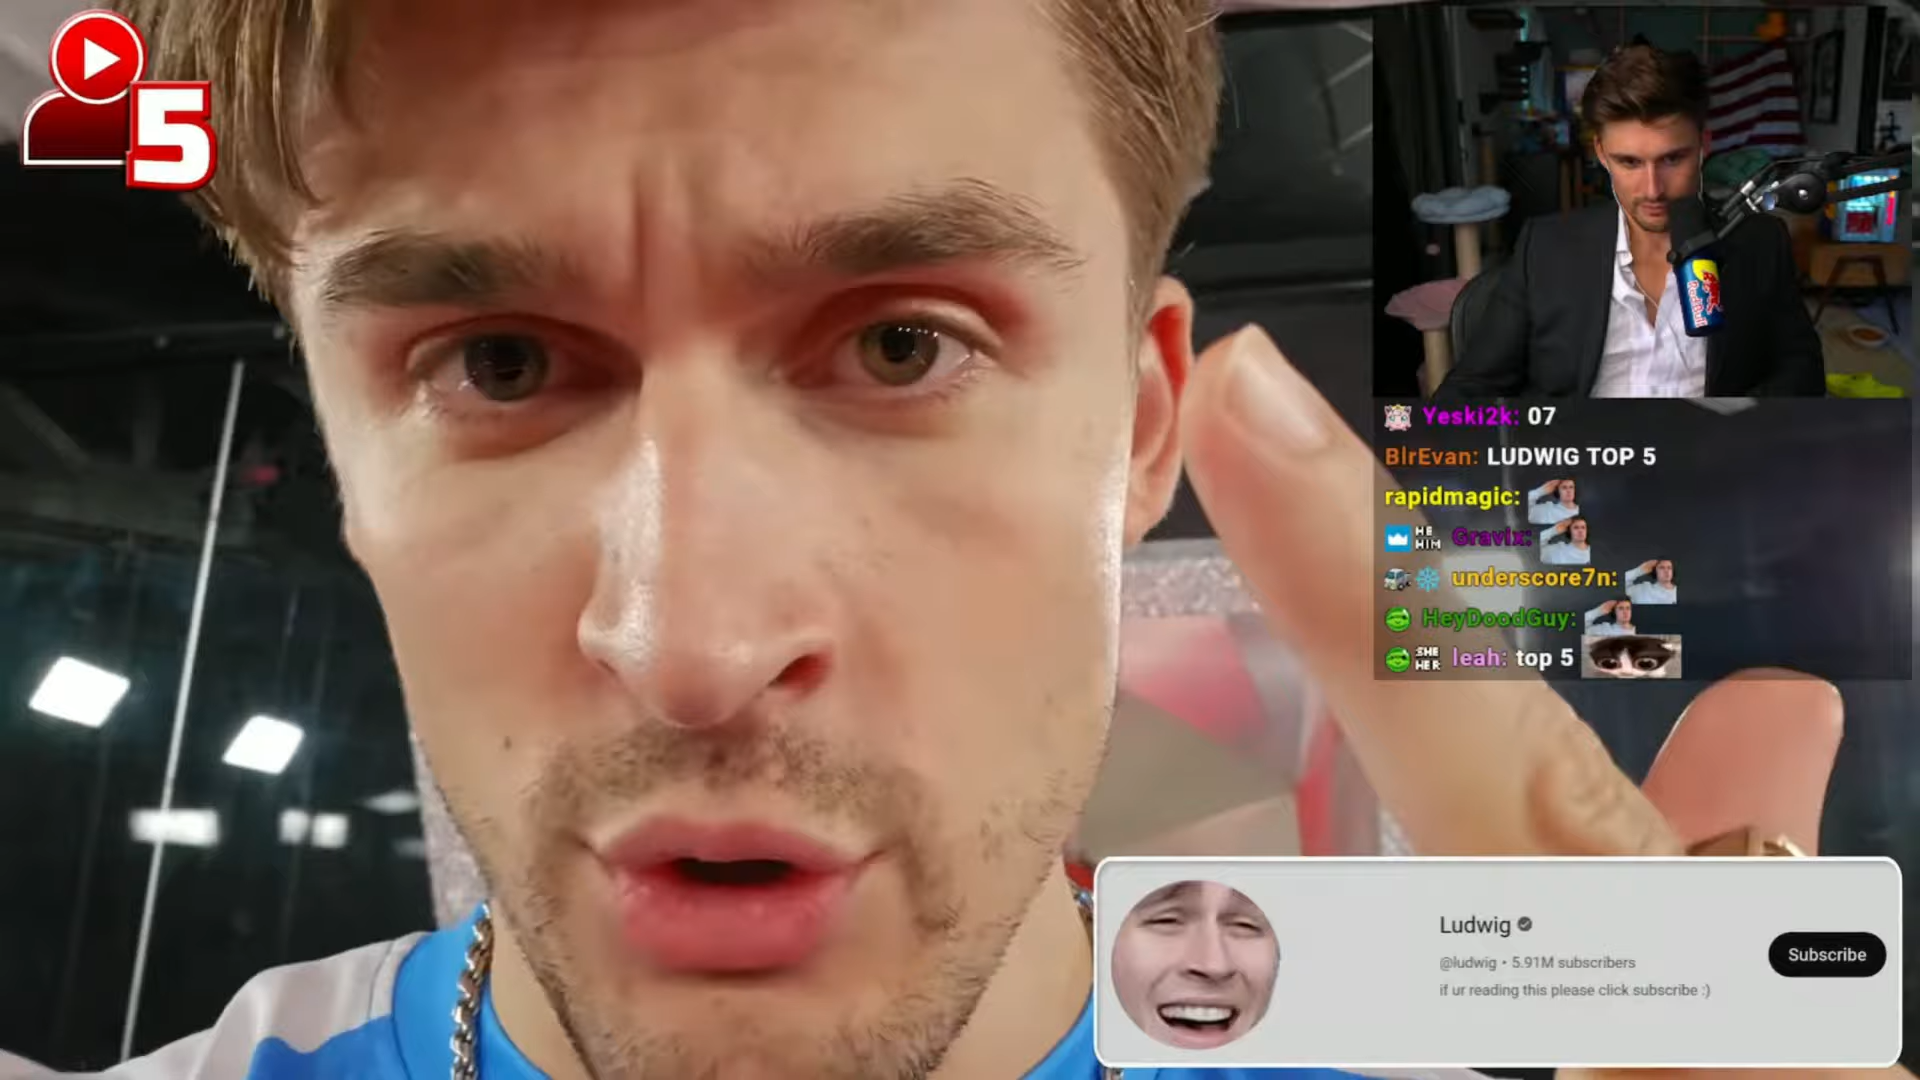 5
Yeski2k: 07
BlrEvan: LUDWIG TOP 5
rapidmagic:
HE HIM Gravix:
underscore7n:
HeyDoodGuy:
SHE HER leah: top 5
RedBull
Ludwig
@ludwig • 5.91M subscribers
if ur reading this please click subscribe :)
Subscribe